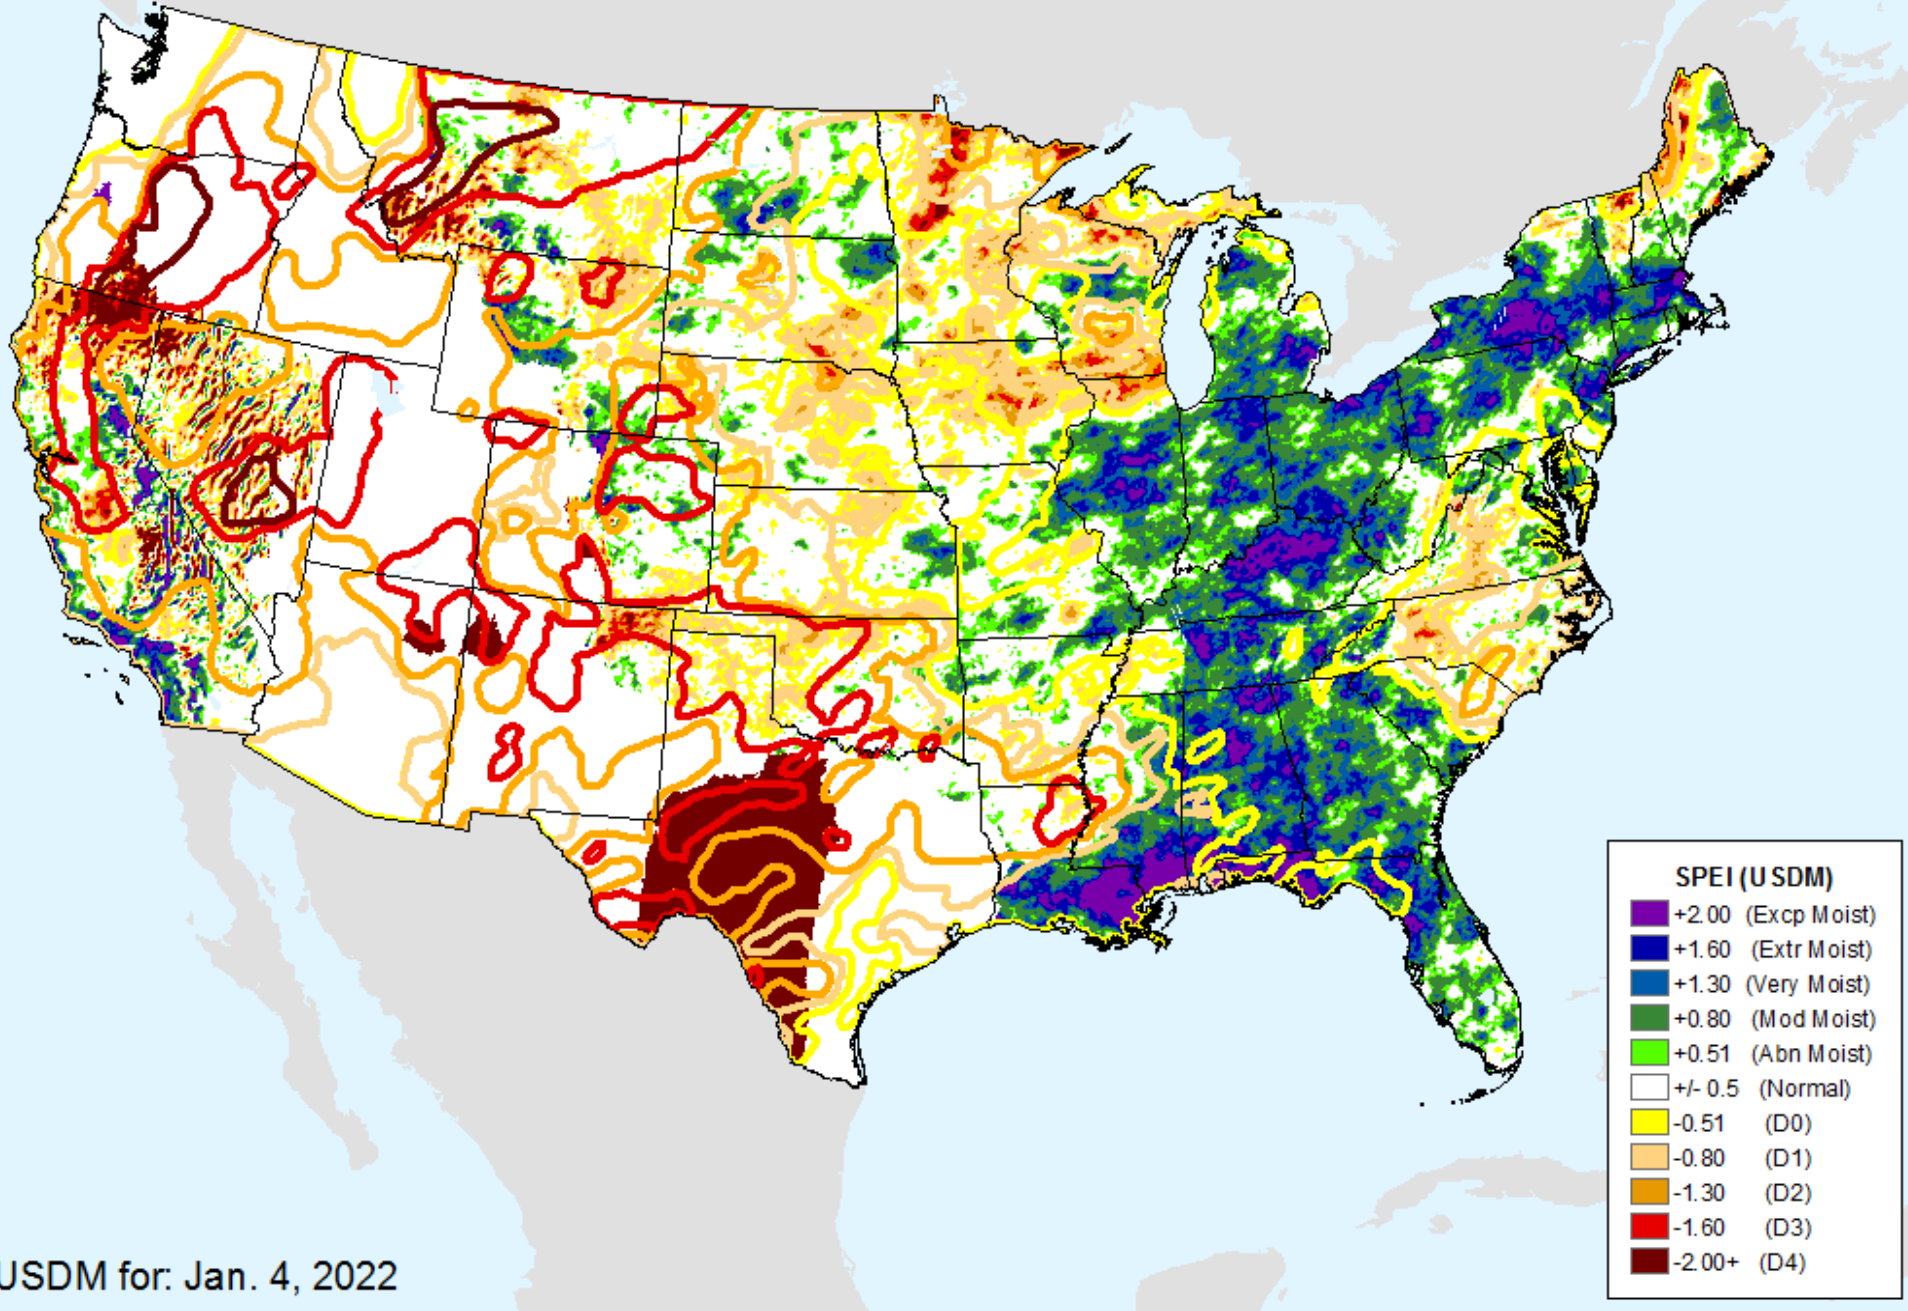 SPEI (USDM)
+2.00 (Excp Moist)
+1.60 (Extr Moist)
+1.30 (Very Moist)
+0.80 (Mod Moist)
+0.51 (Abn Moist)
+/- 0.5 (Normal)
-0.51 (D0)
-0.80 (D1)
-1.30 (D2)
-1.60 (D3)
-2.00+ (D4)
USDM for: Jan. 4, 2022